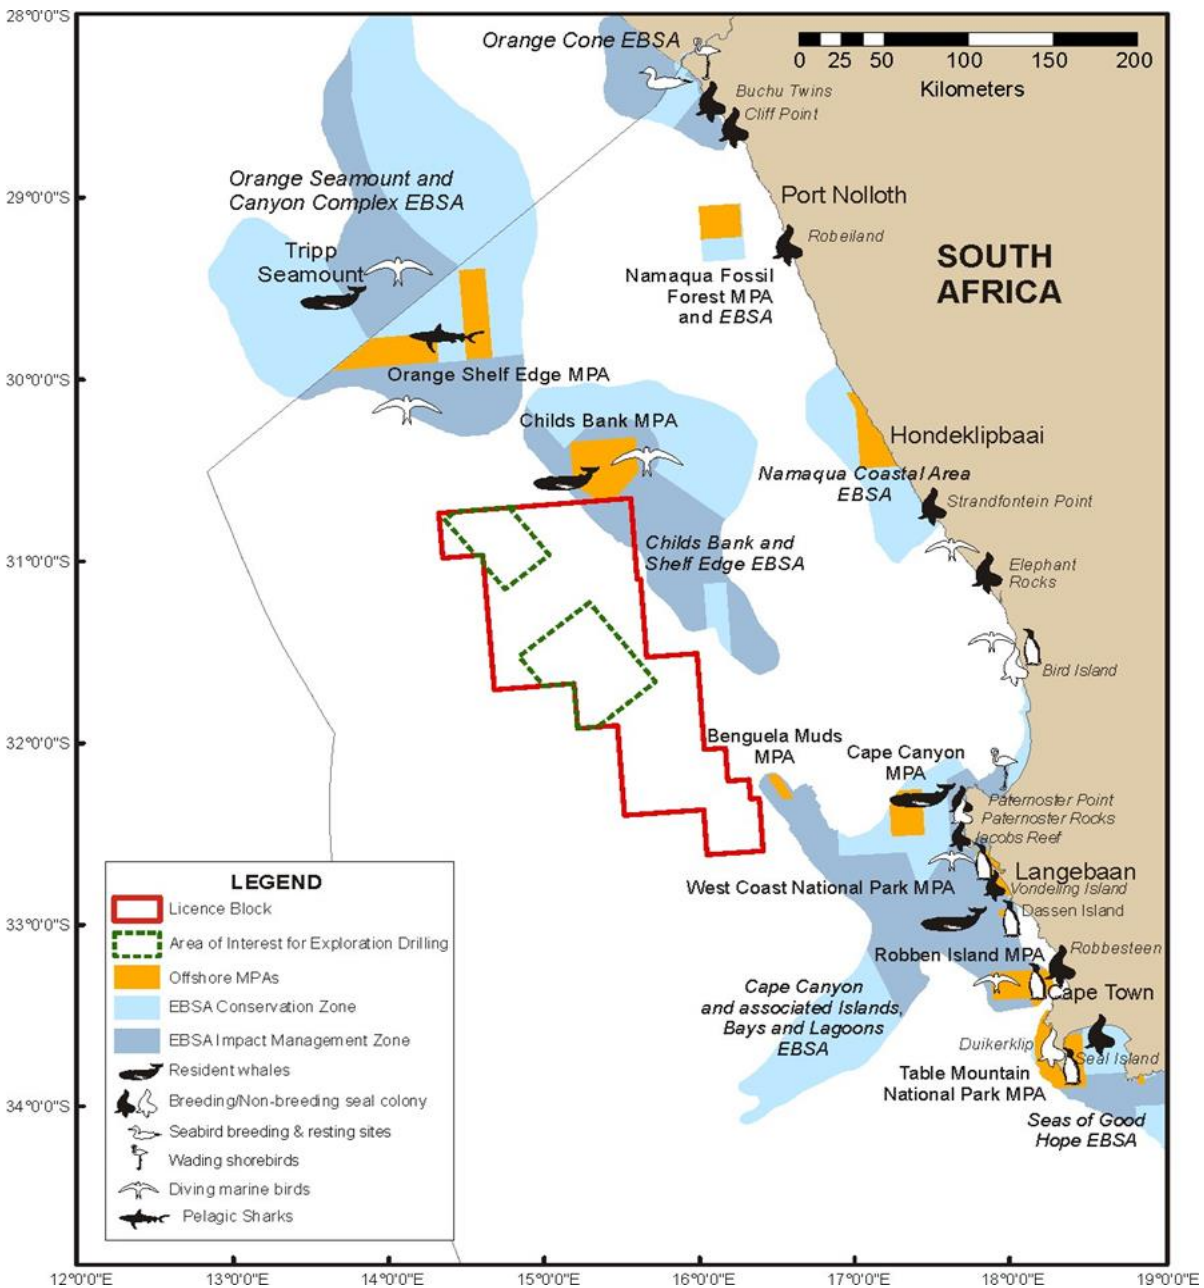 28°0'0"S
Orange Cone EBSA
0 25 50 100 150 200
Kilometers
Buchu Twins
Cliff Point
29°0'0"S
Orange Seamount and
Canyon Complex EBSA
Port Nolloth
Robeiland
Tripp
Seamount
SOUTH
AFRICA
Namaqua Fossil
Forest MPA
and EBSA
30°0'0"S
Orange Shelf Edge MPA
Childs Bank MPA
Hondeklipbaai
Namaqua Coastal Area
EBSA
Strandfontein Point
31°0'0"S
Childs Bank and
Shelf Edge EBSA
Elephant
Rocks
Bird Island
32°0'0"S
Benguela Muds
MPA
Cape Canyon
MPA
Paternoster Point
Paternoster Rocks
Jacobs Reef
Langebaan
West Coast National Park MPA
Vondeling Island
Dassen Island
33°0'0"S
Robben Island MPA
Robbesteen
Cape Town
Cape Canyon
and associated Islands,
Bays and Lagoons
EBSA
Duikerklip
Seal Island
Table Mountain
National Park MPA
34°0'0"S
Seas of Good
Hope EBSA
LEGEND
Licence Block
Area of Interest for Exploration Drilling
Offshore MPAs
EBSA Conservation Zone
EBSA Impact Management Zone
Resident whales
Breeding/Non-breeding seal colony
Seabird breeding & resting sites
Wading shorebirds
Diving marine birds
Pelagic Sharks
12°0'0"E 13°0'0"E 14°0'0"E 15°0'0"E 16°0'0"E 17°0'0"E 18°0'0"E 19°0'0"E